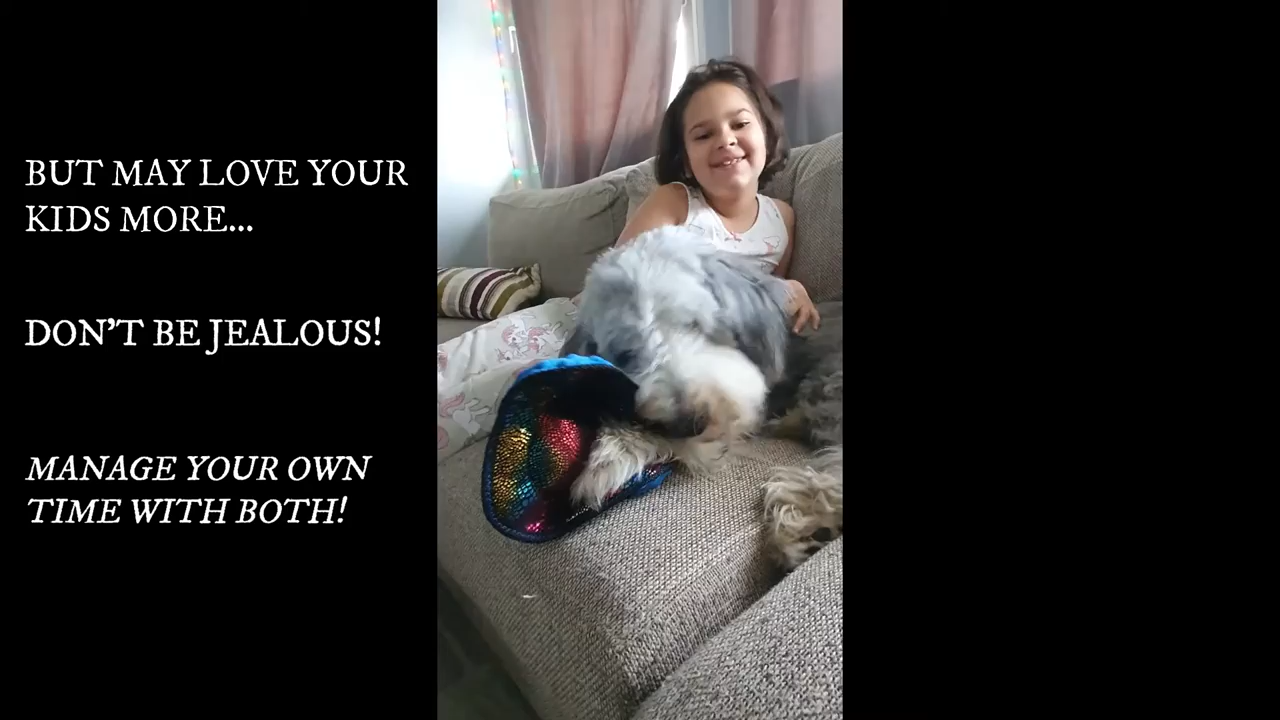 BUT MAY LOVE YOUR
KIDS MORE...
DON'T BE JEALOUS!
MANAGE YOUR OWN
TIME WITH BOTH!